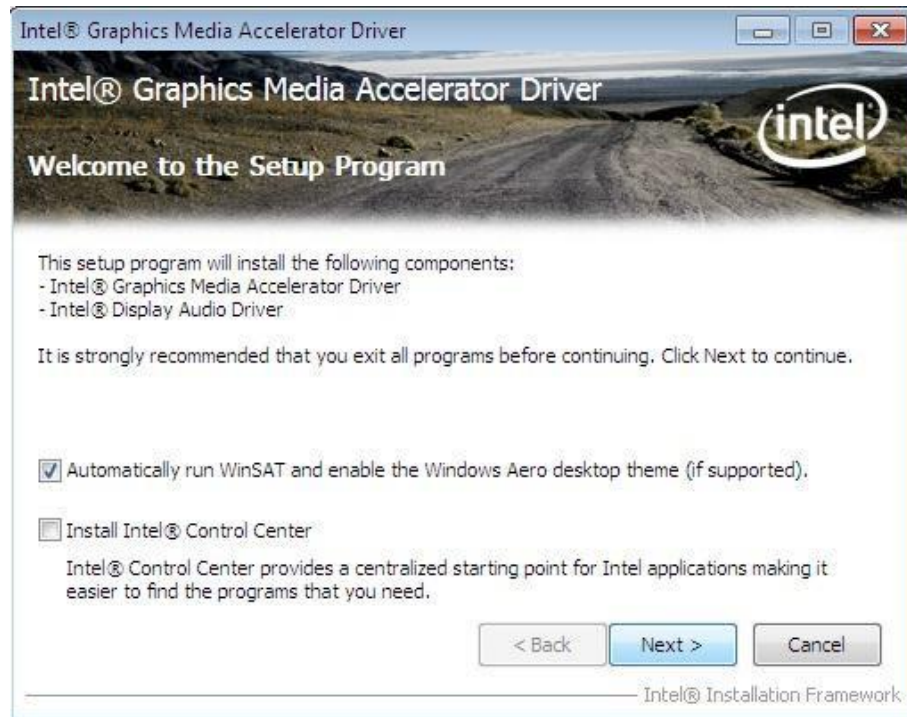 Intel® Graphics Media Accelerator Driver
Intel® Graphics Media Accelerator Driver
intel
Welcome to the Setup Program
This setup program will install the following components:
- Intel® Graphics Media Accelerator Driver
- Intel® Display Audio Driver
It is strongly recommended that you exit all programs before continuing. Click Next to continue.
Automatically run WinSAT and enable the Windows Aero desktop theme (if supported).
Install Intel® Control Center
Intel® Control Center provides a centralized starting point for Intel applications making it
easier to find the programs that you need.
< Back Next > Cancel
Intel® Installation Framework